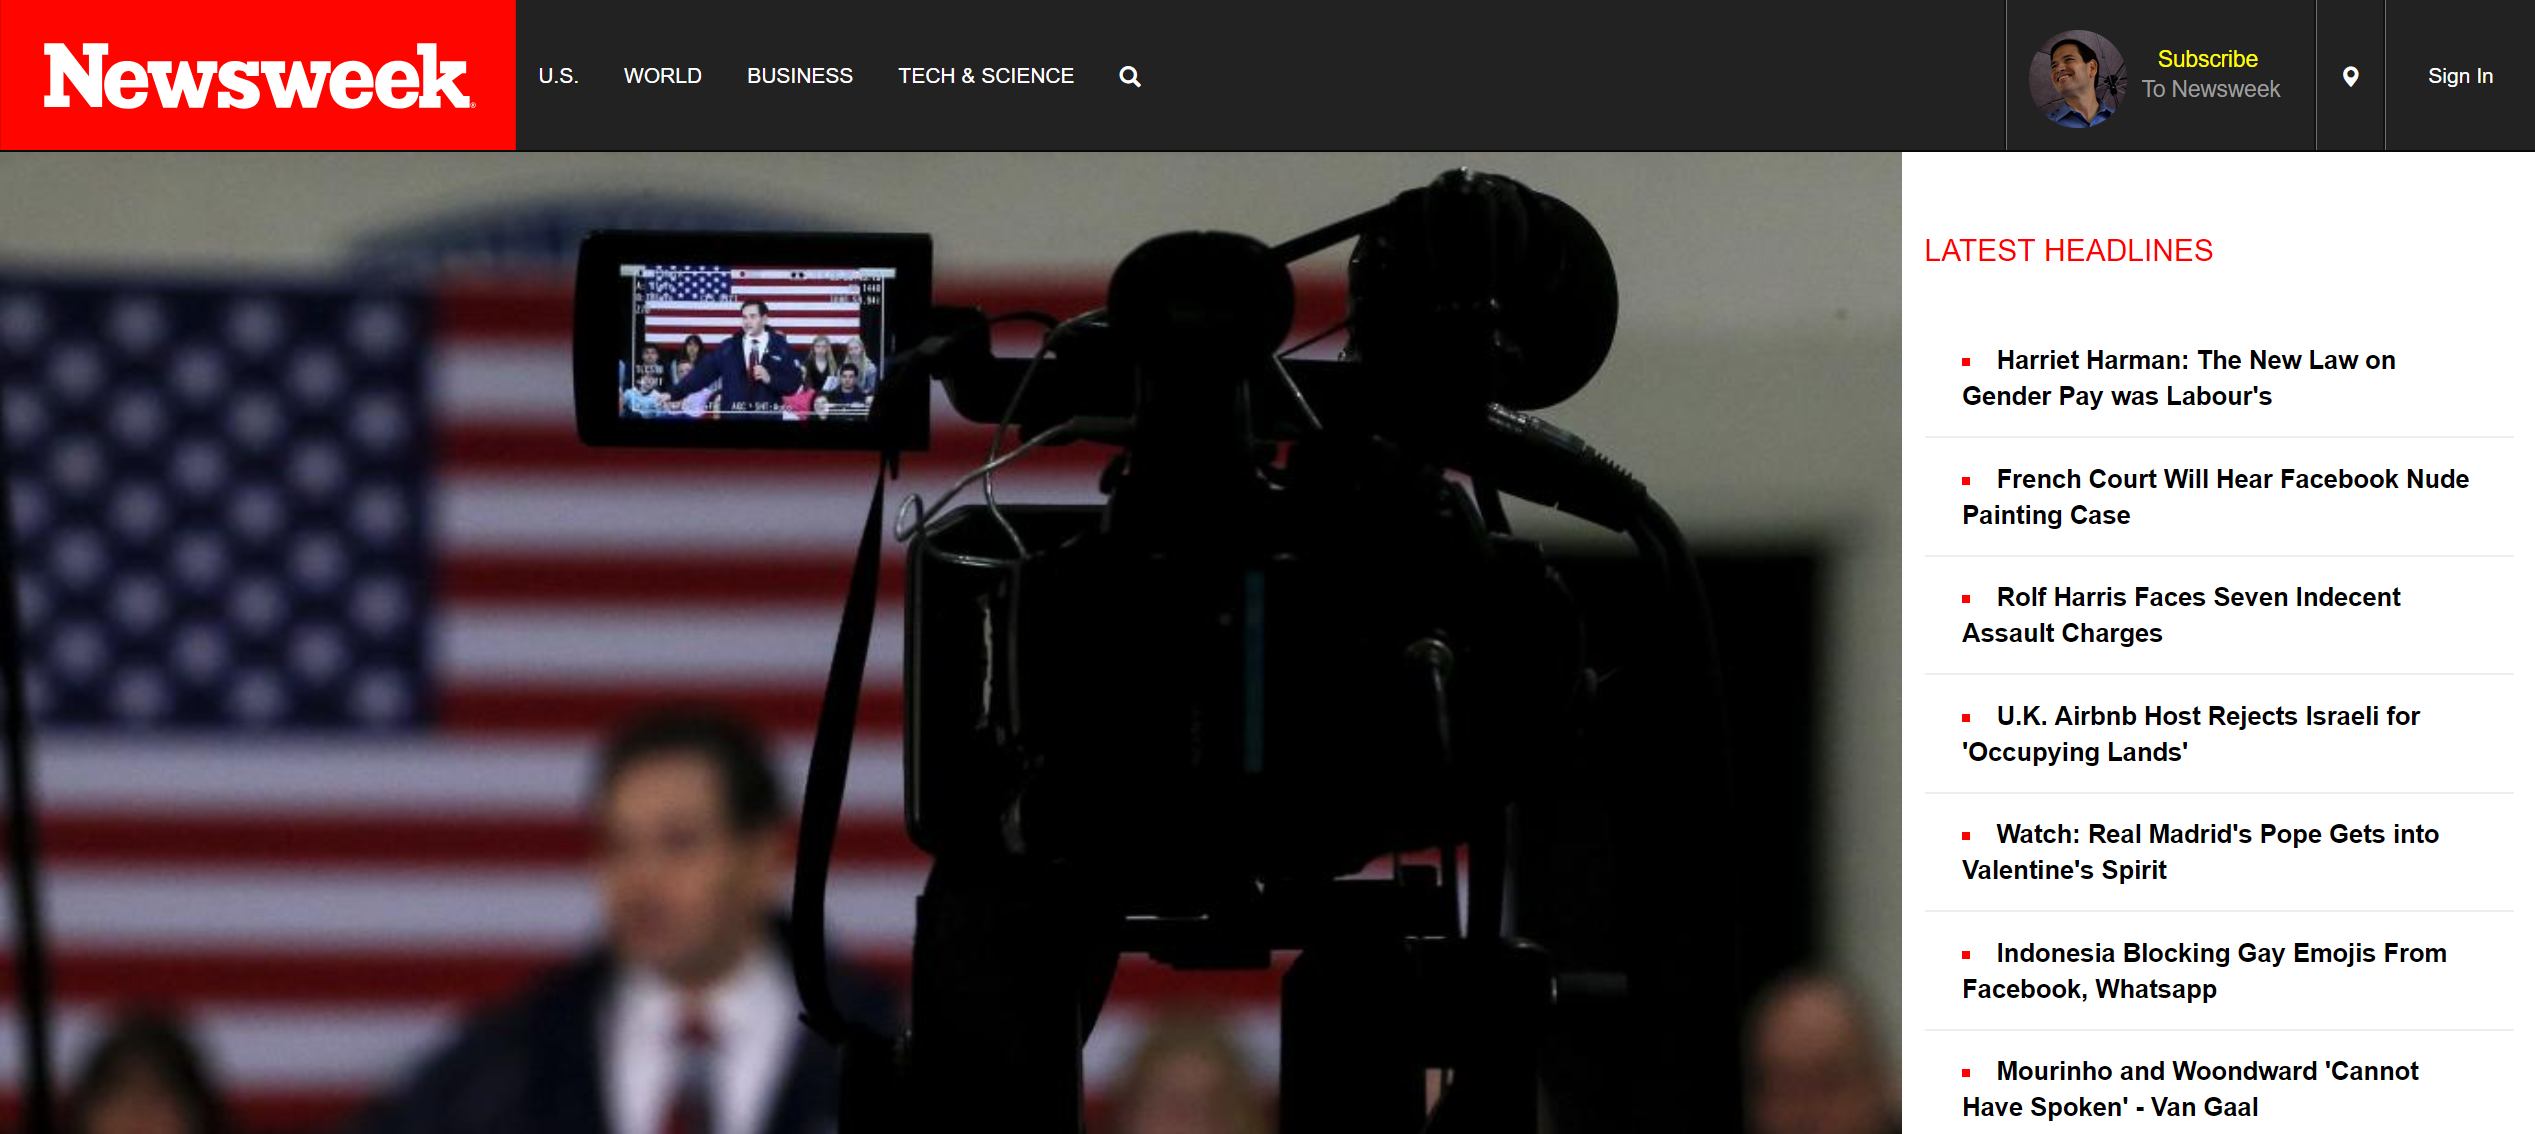 Newsweek
U.S.
WORLD
BUSINESS
TECH & SCIENCE
Subscribe
To Newsweek
Sign In
LATEST HEADLINES
Harriet Harman: The New Law on
Gender Pay was Labour's
French Court Will Hear Facebook Nude
Painting Case
Rolf Harris Faces Seven Indecent
Assault Charges
U.K. Airbnb Host Rejects Israeli for
'Occupying Lands'
Watch: Real Madrid's Pope Gets into
Valentine's Spirit
Indonesia Blocking Gay Emojis From
Facebook, Whatsapp
Mourinho and Woondward 'Cannot
Have Spoken' - Van Gaal